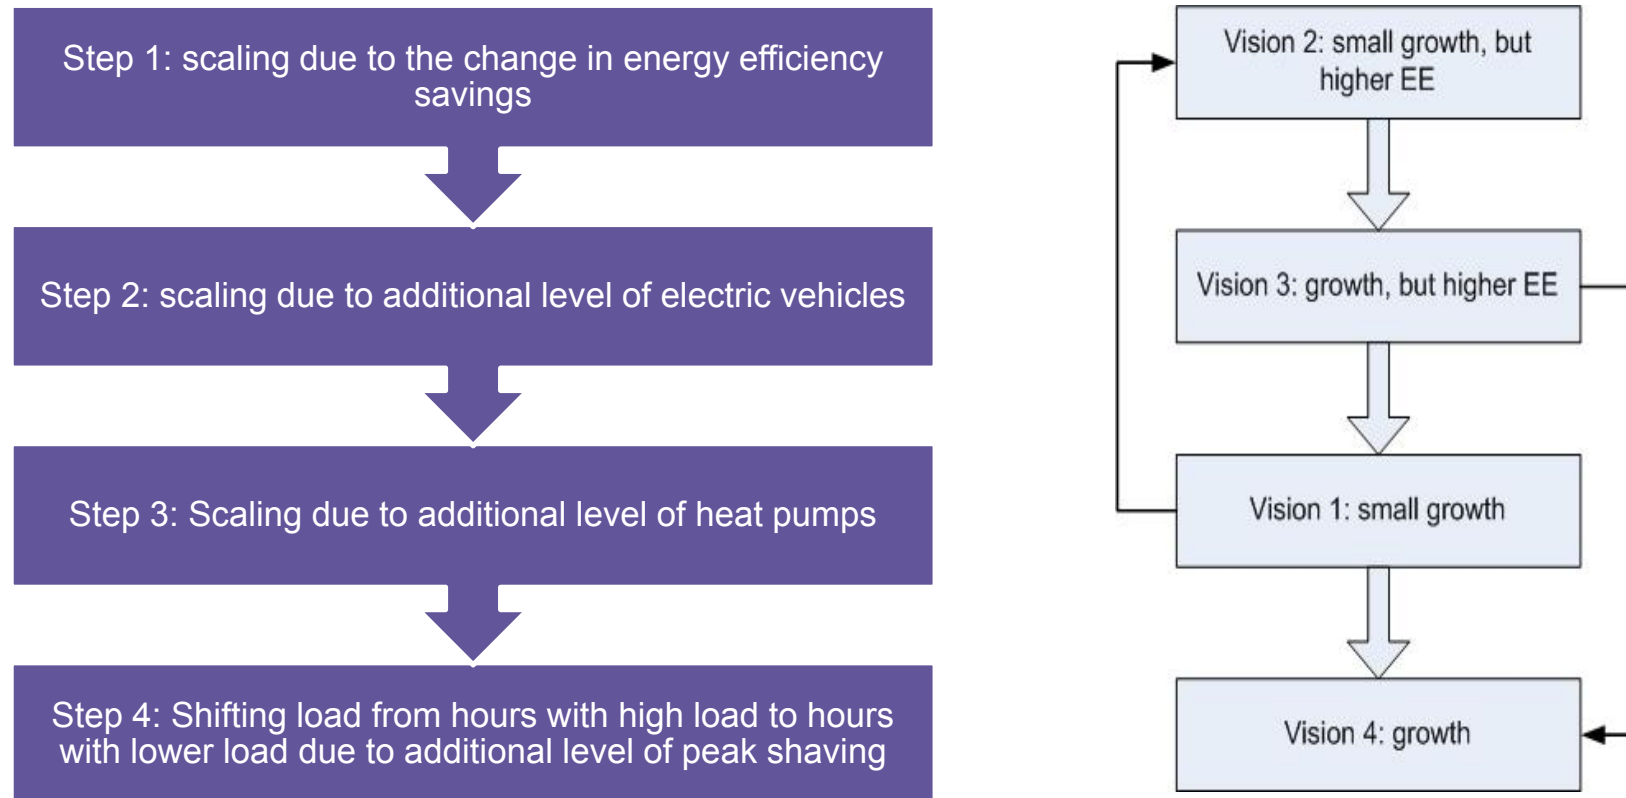 Step 1: scaling due to the change in energy efficiency
savings
Step 2: scaling due to additional level of electric vehicles
Step 3: Scaling due to additional level of heat pumps
Step 4: Shifting load from hours with high load to hours
with lower load due to additional level of peak shaving
Vision 2: small growth, but
higher EE
Vision 3: growth, but higher EE
Vision 1: small growth
Vision 4: growth